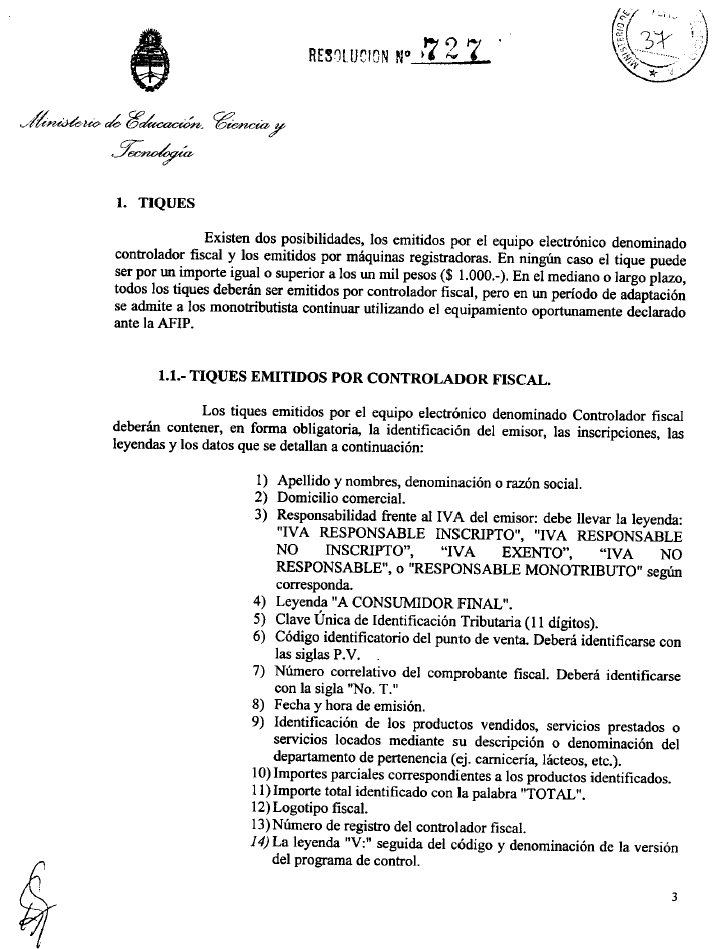 RESOLUCION Nº 727
MINISTERIO DE
37
Ministerio de Educación, Ciencia y
Tecnología
1. TIQUES
Existen dos posibilidades, los emitidos por el equipo electrónico denominado
controlador fiscal y los emitidos por máquinas registradoras. En ningún caso el tique puede
ser por un importe igual o superior a los un mil pesos ($ 1.000.-). En el mediano o largo plazo,
todos los tiques deberán ser emitidos por controlador fiscal, pero en un período de adaptación
se admite a los monotributista continuar utilizando el equipamiento oportunamente declarado
ante la AFIP.
1.1.- TIQUES EMITIDOS POR CONTROLADOR FISCAL.
Los tiques emitidos por el equipo electrónico denominado Controlador fiscal
deberán contener, en forma obligatoria, la identificación del emisor, las inscripciones, las
leyendas y los datos que se detallan a continuación:
1) Apellido y nombres, denominación o razón social.
2) Domicilio comercial.
3) Responsabilidad frente al IVA del emisor: debe llevar la leyenda:
"IVA RESPONSABLE INSCRIPTO", "IVA RESPONSABLE
NO INSCRIPTO”, “IVA EXENTO”, “IVA NO
RESPONSABLE", o "RESPONSABLE MONOTRIBUTO" según
corresponda.
4) Leyenda "A CONSUMIDOR FINAL".
5) Clave Única de Identificación Tributaria (11 dígitos).
6) Código identificatorio del punto de venta. Deberá identificarse con
las siglas P.V.
7) Número correlativo del comprobante fiscal. Deberá identificarse
con la sigla "No. T."
8) Fecha y hora de emisión.
9) Identificación de los productos vendidos, servicios prestados o
servicios locados mediante su descripción o denominación del
departamento de pertenencia (ej. carnicería, lácteos, etc.).
10) Importes parciales correspondientes a los productos identificados.
11) Importe total identificado con la palabra "TOTAL".
12) Logotipo fiscal.
13) Número de registro del controlador fiscal.
14) La leyenda "V:" seguida del código y denominación de la versión
del programa de control.
3